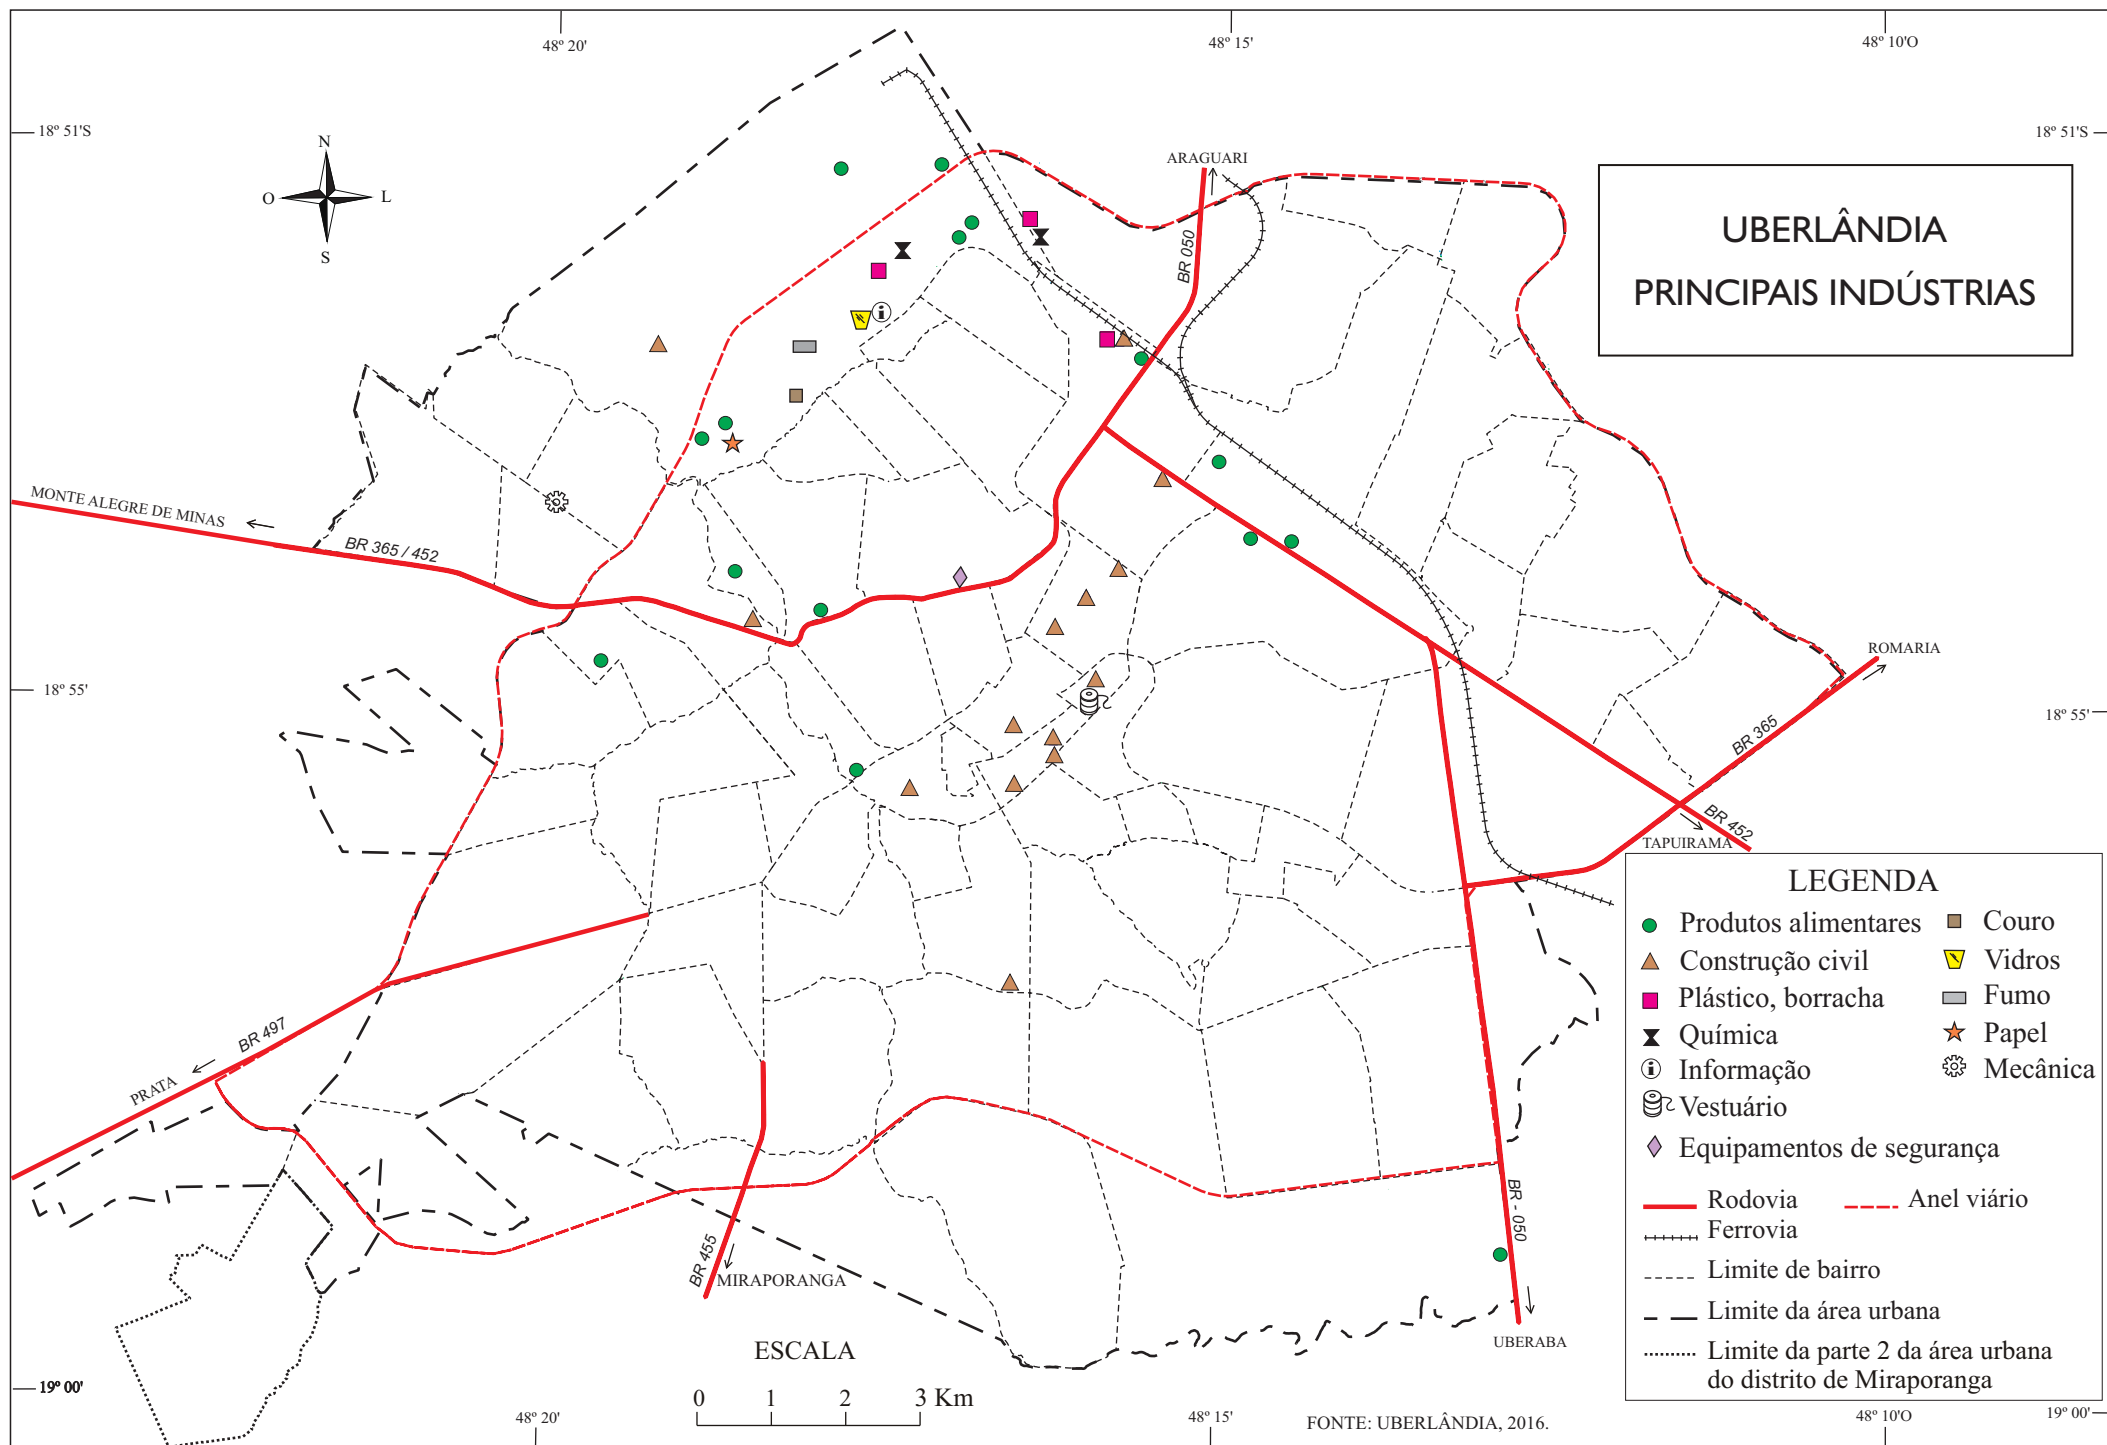 48º 20'
48º 15'
48º 10'O
18º 51'S
18º 51'S
N
O
L
S
ARAGUARI
UBERLÂNDIA
PRINCIPAIS INDÚSTRIAS
BR 050
MONTE ALEGRE DE MINAS
BR 365 / 452
ROMARIA
18º 55'
18º 55'
BR 365
BR 452
TAPUIRAMA
LEGENDA
Produtos alimentares
Couro
Construção civil
Vidros
Plástico, borracha
Fumo
Química
Papel
Informação
Mecânica
Vestuário
Equipamentos de segurança
Rodovia
Anel viário
Ferrovia
Limite de bairro
Limite da área urbana
Limite da parte 2 da área urbana
do distrito de Miraporanga
BR 497
PRATA
BR - 050
BR 455
MIRAPORANGA
UBERABA
ESCALA
0 1 2 3 Km
19º 00'
19º 00'
48º 20'
48º 15'
48º 10'O
FONTE: UBERLÂNDIA, 2016.